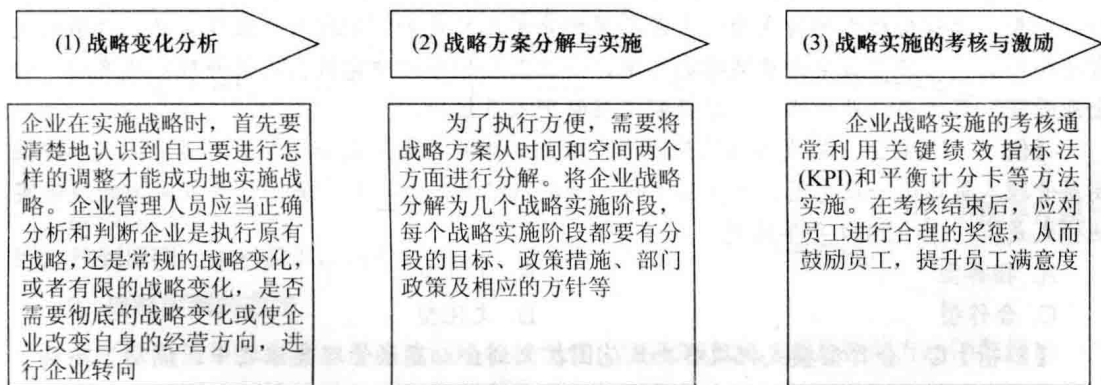 (1) 战略变化分析
(2) 战略方案分解与实施
(3) 战略实施的考核与激励
企业在实施战略时，首先要
清楚地认识到自己要进行怎
样的调整才能成功地实施战
略。企业管理人员应当正确
分析和判断企业是执行原有
战略,还是常规的战略变化,
或者有限的战略变化，是否
需要彻底的战略变化或使企
业改变自身的经营方向，进
行企业转向
为了执行方便，需要将
战略方案从时间和空间两个
方面进行分解。将企业战略
分解为几个战略实施阶段，
每个战略实施阶段都要有分
段的目标、政策措施、部门
政策及相应的方针等
企业战略实施的考核通
常利用关键绩效指标法
(KPI)和平衡计分卡等方法
实施。在考核结束后，应对
员工进行合理的奖惩，从而
鼓励员工，提升员工满意度